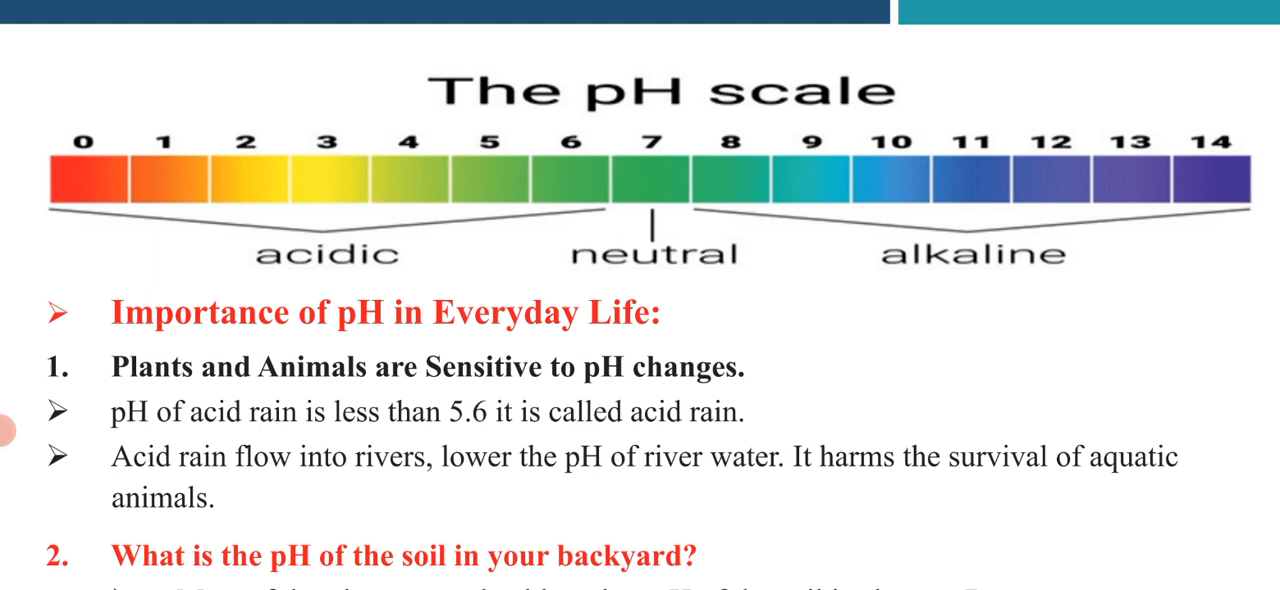 The pH scale
0 1 2 3 4 5 6 7 8 9 10 11 12 13 14
acidic neutral alkaline
➢ Importance of pH in Everyday Life:
1. Plants and Animals are Sensitive to pH changes.
➢ pH of acid rain is less than 5.6 it is called acid rain.
➢ Acid rain flow into rivers, lower the pH of river water. It harms the survival of aquatic
animals.
2. What is the pH of the soil in your backyard?